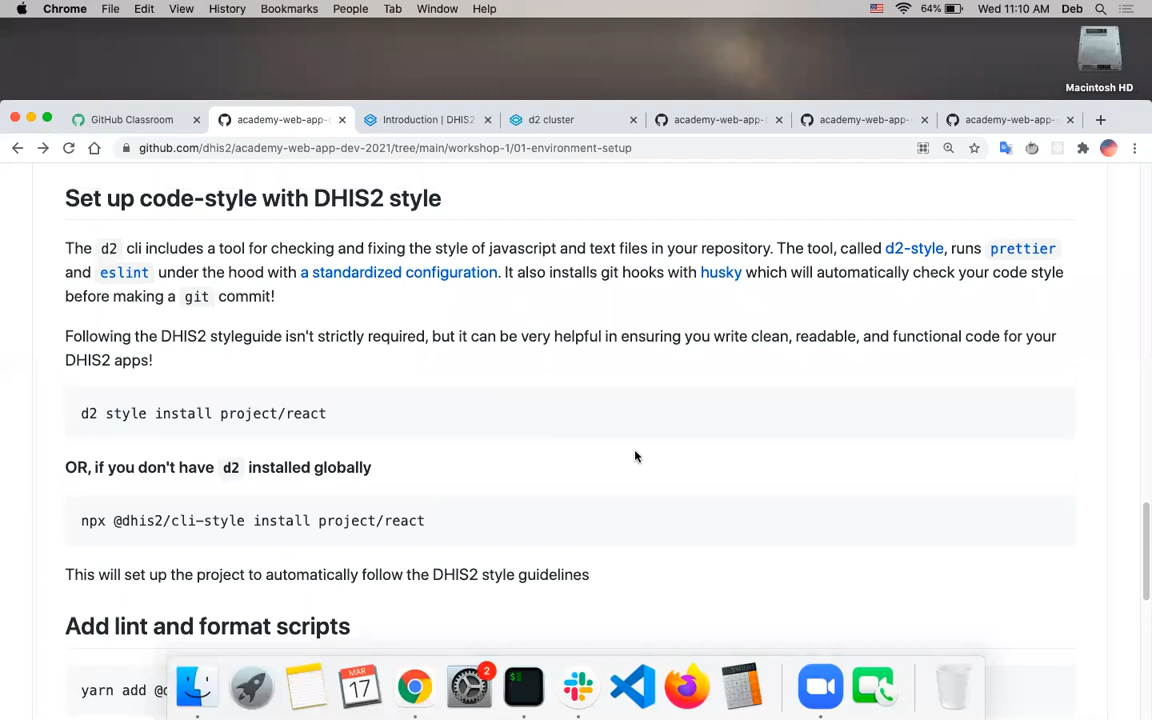 Chrome File Edit View History Bookmarks People Tab Window Help 64% Wed 11:10 AM Deb
Macintosh HD
GitHub Classroom academy-web-app- Introduction | DHIS2 d2 cluster academy-web-app- academy-web-app- academy-web-app-
github.com/dhis2/academy-web-app-dev-2021/tree/main/workshop-1/01-environment-setup
Set up code-style with DHIS2 style
The d2 cli includes a tool for checking and fixing the style of javascript and text files in your repository. The tool, called d2-style, runs prettier
and eslint under the hood with a standardized configuration. It also installs git hooks with husky which will automatically check your code style
before making a git commit!
Following the DHIS2 styleguide isn't strictly required, but it can be very helpful in ensuring you write clean, readable, and functional code for your
DHIS2 apps!
d2 style install project/react
OR, if you don't have d2 installed globally
npx @dhis2/cli-style install project/react
This will set up the project to automatically follow the DHIS2 style guidelines
Add lint and format scripts
yarn add @
MAR
17
2